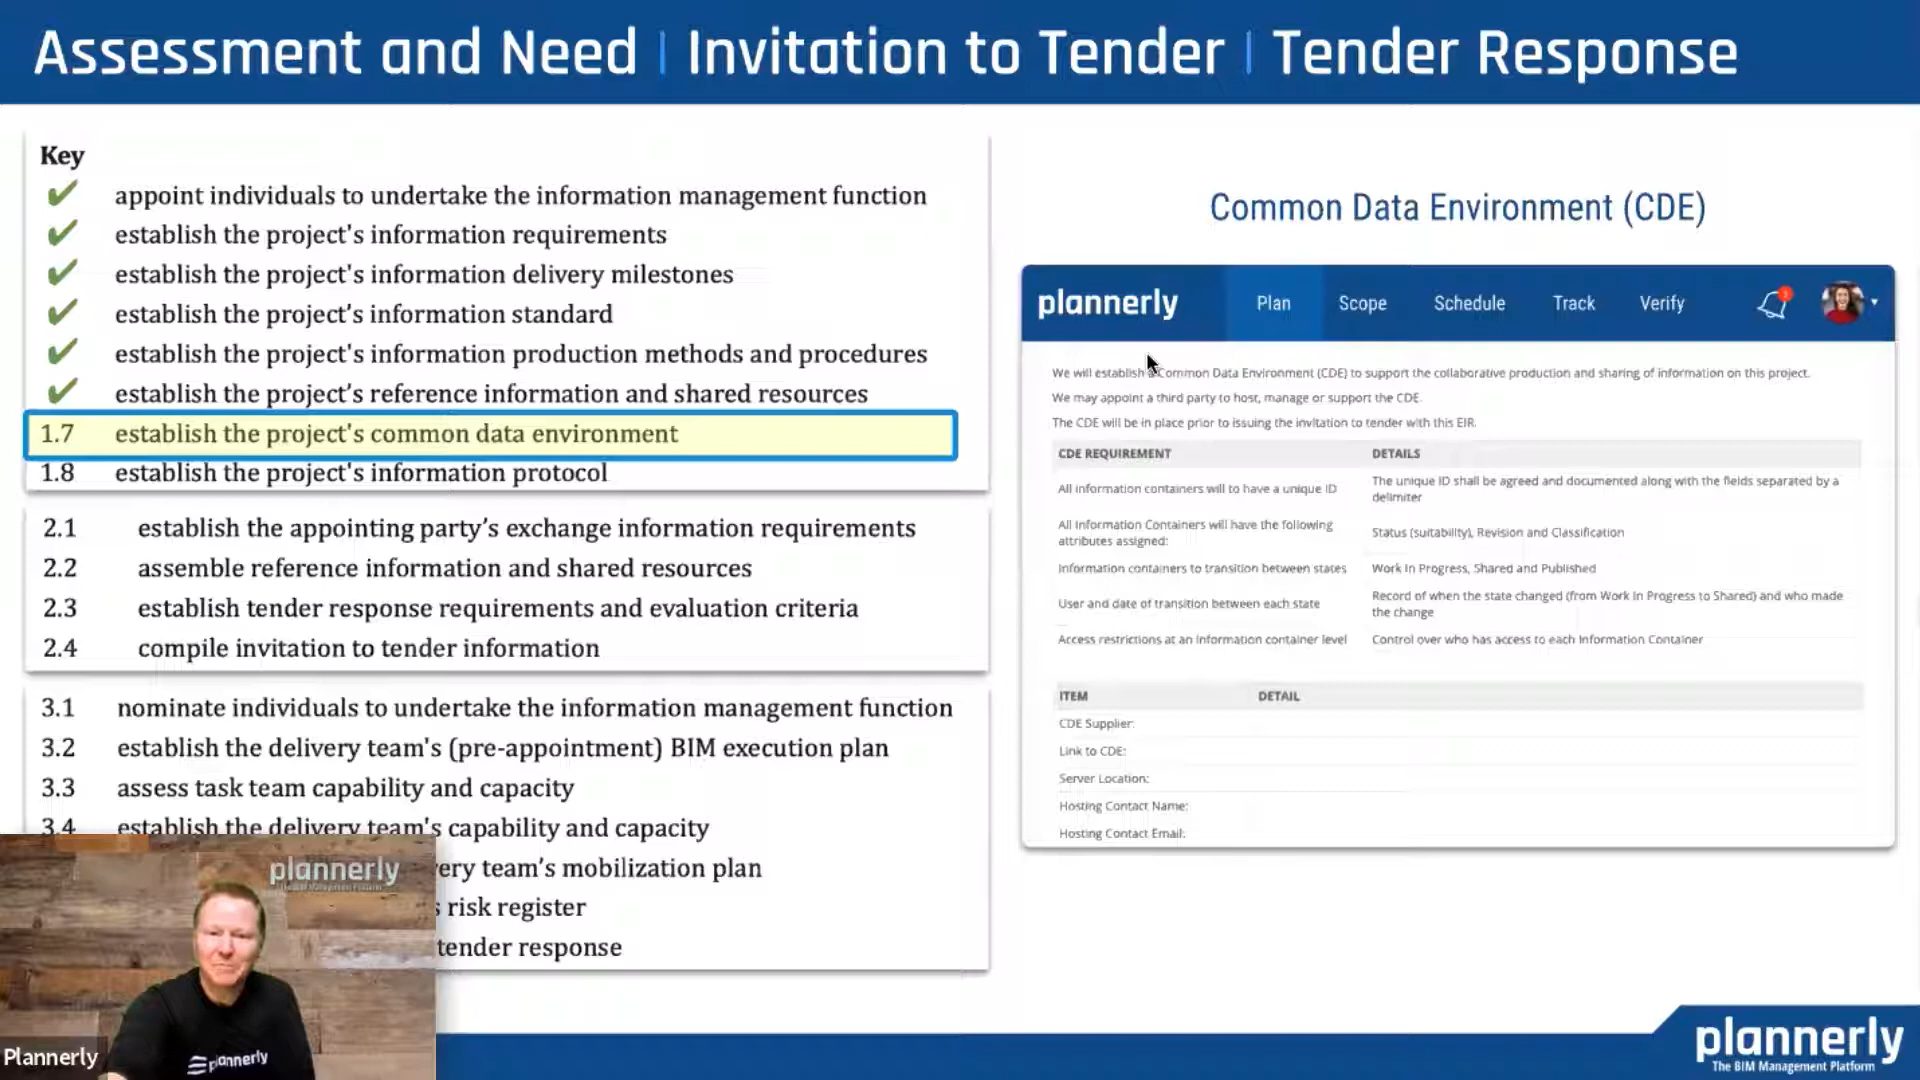 Assessment and Need | Invitation to Tender | Tender Response
Key
✔ appoint individuals to undertake the information management function
✔ establish the project's information requirements
✔ establish the project's information delivery milestones
✔ establish the project's information standard
✔ establish the project's information production methods and procedures
✔ establish the project's reference information and shared resources
1.7 establish the project's common data environment
1.8 establish the project's information protocol
2.1 establish the appointing party's exchange information requirements
2.2 assemble reference information and shared resources
2.3 establish tender response requirements and evaluation criteria
2.4 compile invitation to tender information
3.1 nominate individuals to undertake the information management function
3.2 establish the delivery team's (pre-appointment) BIM execution plan
3.3 assess task team capability and capacity
3.4 establish the delivery team's capability and capacity
very team's mobilization plan
s risk register
tender response
Common Data Environment (CDE)
plannerly Plan Scope Schedule Track Verify
We will establish a Common Data Environment (CDE) to support the collaborative production and sharing of information on this project.
We may appoint a third party to host, manage or support the CDE.
The CDE will be in place prior to issuing the invitation to tender with this EIR.
CDE REQUIREMENT DETAILS
All information containers will to have a unique ID The unique ID shall be agreed and documented along with the fields separated by a
delimiter
All Information Containers will have the following
attributes assigned: Status (suitability), Revision and Classification
Information containers to transition between states Work In Progress, Shared and Published
User and date of transition between each state Record of when the state changed (from Work In Progress to Shared) and who made
the change
Access restrictions at an information container level Control over who has access to each Information Container
ITEM DETAIL
CDE Supplier:
Link to CDE:
Server Location:
Hosting Contact Name:
Hosting Contact Email:
plannerly
plannerly
Plannerly
plannerly
The BIM Management Platform